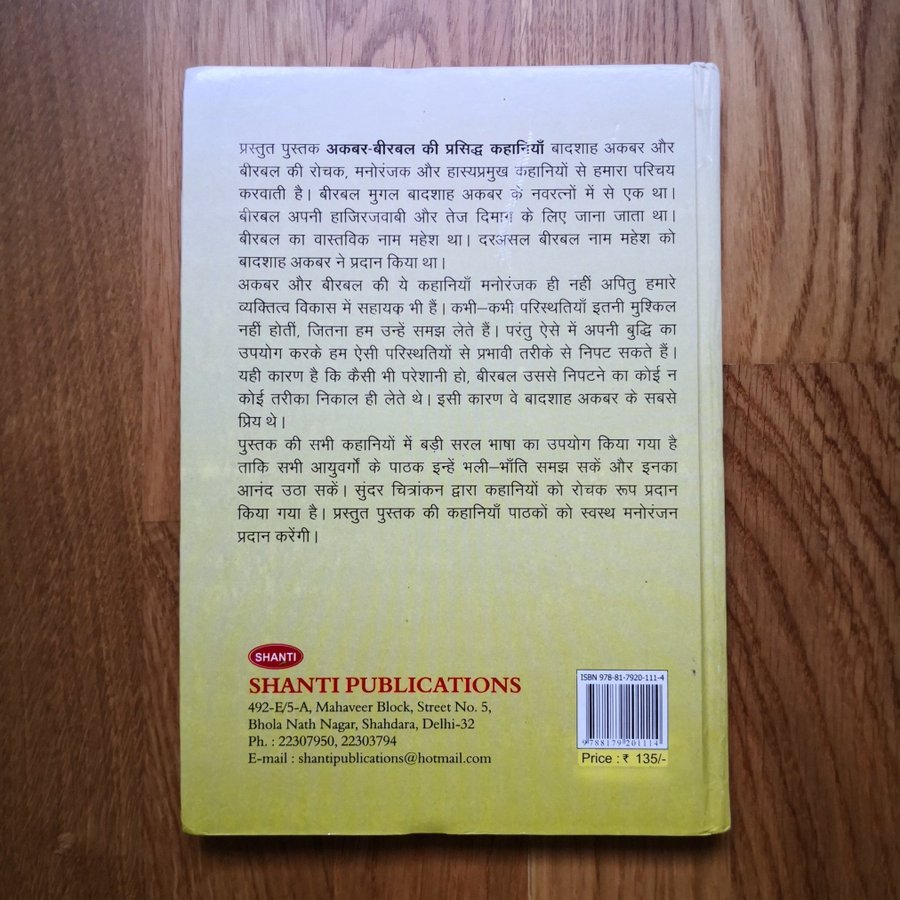 प्रस्तुत पुस्तक अकबर-बीरबल की प्रसिद्ध कहानियाँ बादशाह अकबर और
बीरबल की रोचक, मनोरंजक और हास्यप्रमुख कहानियों से हमारा परिचय
करवाती है। बीरबल मुगल बादशाह अकबर के नवरत्नों में से एक था।
बीरबल अपनी हाजिरजवाबी और तेज दिमाग के लिए जाना जाता था।
बीरबल का वास्तविक नाम महेश था। दरअसल बीरबल नाम महेश को
बादशाह अकबर ने प्रदान किया था।
अकबर और बीरबल की ये कहानियाँ मनोरंजक ही नहीं अपितु हमारे
व्यक्तित्व विकास में सहायक भी हैं। कभी–कभी परिस्थतियाँ इतनी मुश्किल
नहीं होतीं, जितना हम उन्हें समझ लेते हैं। परंतु ऐसे में अपनी बुद्धि का
उपयोग करके हम ऐसी परिस्थतियों से प्रभावी तरीके से निपट सकते हैं।
यही कारण है कि कैसी भी परेशानी हो, बीरबल उससे निपटने का कोई न
कोई तरीका निकाल ही लेते थे। इसी कारण वे बादशाह अकबर के सबसे
प्रिय थे।
पुस्तक की सभी कहानियों में बड़ी सरल भाषा का उपयोग किया गया है
ताकि सभी आयुवर्गों के पाठक इन्हें भली–भाँति समझ सकें और इनका
आनंद उठा सकें। सुंदर चित्रांकन द्वारा कहानियों को रोचक रूप प्रदान
किया गया है। प्रस्तुत पुस्तक की कहानियाँ पाठकों को स्वस्थ मनोरंजन
प्रदान करेंगी।
SHANTI
SHANTI PUBLICATIONS
492-E/5-A, Mahaveer Block, Street No. 5,
Bhola Nath Nagar, Shahdara, Delhi-32
Ph. : 22307950, 22303794
E-mail : shantipublications@hotmail.com
ISBN 978-81-7920-111-4
9 788179 201114
Price : ₹ 135/-